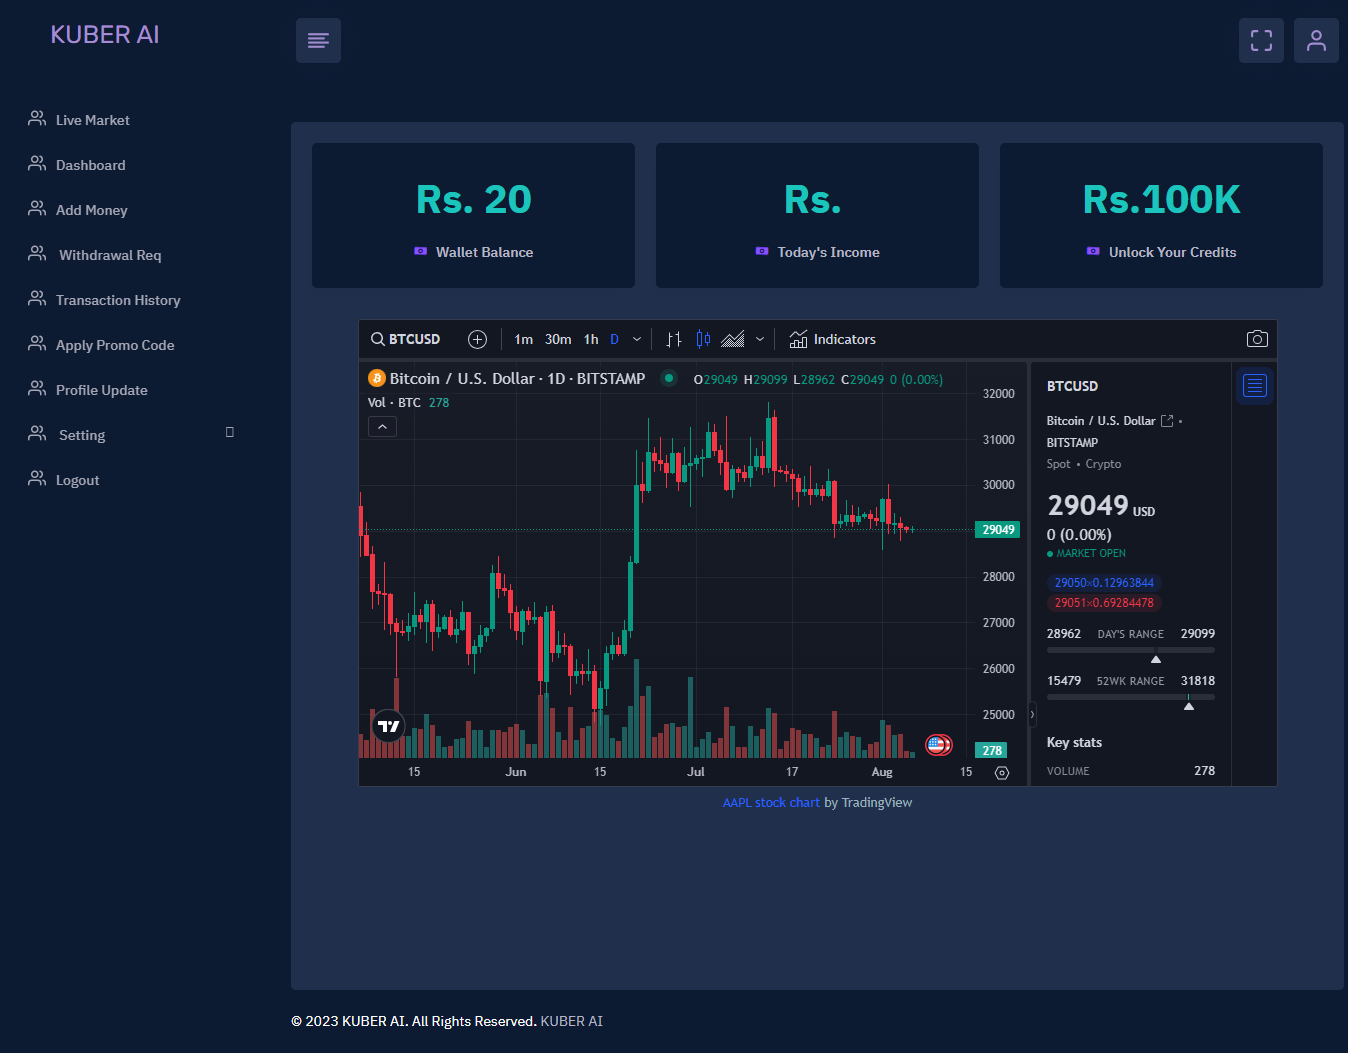 KUBER AI
Live Market
Dashboard
Add Money
Withdrawal Req
Transaction History
Apply Promo Code
Profile Update
Setting
Logout
Rs. 20
Wallet Balance
Rs.
Today's Income
Rs.100K
Unlock Your Credits
BTCUSD 1m 30m 1h D Indicators
Bitcoin / U.S. Dollar · 1D · BITSTAMP O29049 H29099 L28962 C29049 0 (0.00%)
Vol · BTC 278
32000
31000
30000
29049
28000
27000
26000
25000
278
15 Jun 15 Jul 17 Aug 15
BTCUSD
Bitcoin / U.S. Dollar •
BITSTAMP
Spot • Crypto
29049 USD
0 (0.00%)
MARKET OPEN
29050×0.12963844
29051×0.69284478
28962 DAY'S RANGE 29099
15479 52WK RANGE 31818
Key stats
VOLUME 278
AAPL stock chart by TradingView
© 2023 KUBER AI. All Rights Reserved. KUBER AI